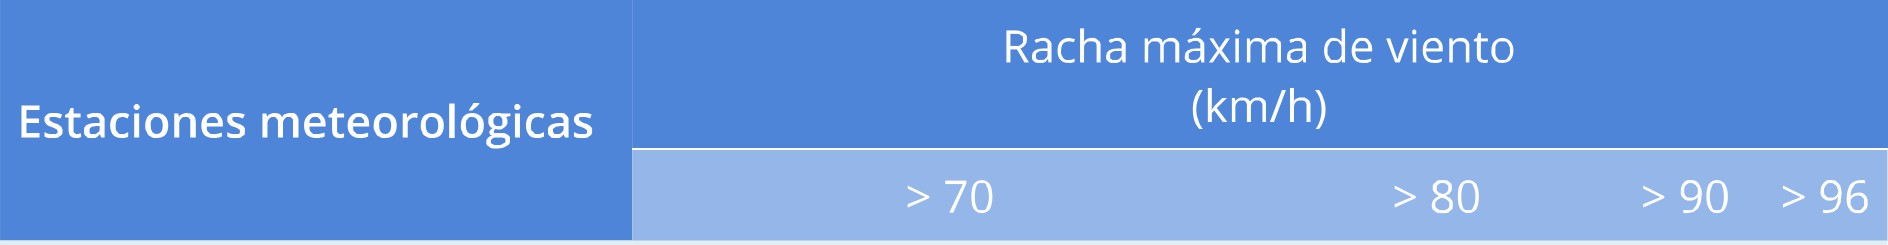 Racha máxima de viento
(km/h)
Estaciones meteorológicas
> 70 > 80 > 90 > 96